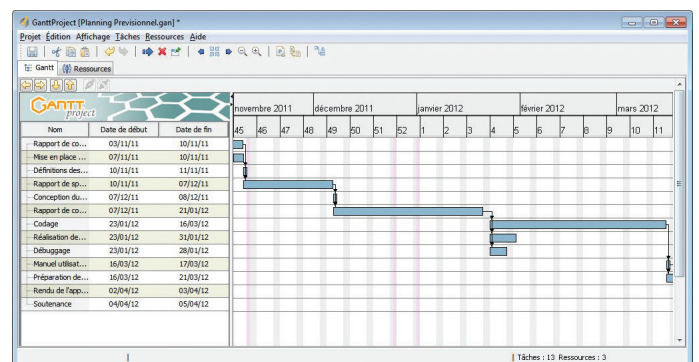 GanttProject [Planning Previsionnel.gan] *
Projet Édition Affichage Tâches Ressources Aide
Gantt Ressources
GANTT project
novembre 2011 décembre 2011 janvier 2012 février 2012 mars 2012
Nom Date de début Date de fin 45 46 47 48 49 50 51 52 1 2 3 4 5 6 7 8 9 10 11
Rapport de co... 03/11/11 10/11/11
Mise en place ... 07/11/11 10/11/11
Définitions des... 10/11/11 11/11/11
Rapport de sp... 10/11/11 07/12/11
Conception du... 07/12/11 08/12/11
Rapport de co... 07/12/11 21/01/12
Codage 23/01/12 16/03/12
Réalisation de... 23/01/12 31/01/12
Débuggage 23/01/12 28/01/12
Manuel utilisat... 16/03/12 17/03/12
Préparation de... 16/03/12 21/03/12
Rendu de l'app... 02/04/12 03/04/12
Soutenance 04/04/12 05/04/12
Tâches : 13 Ressources : 3